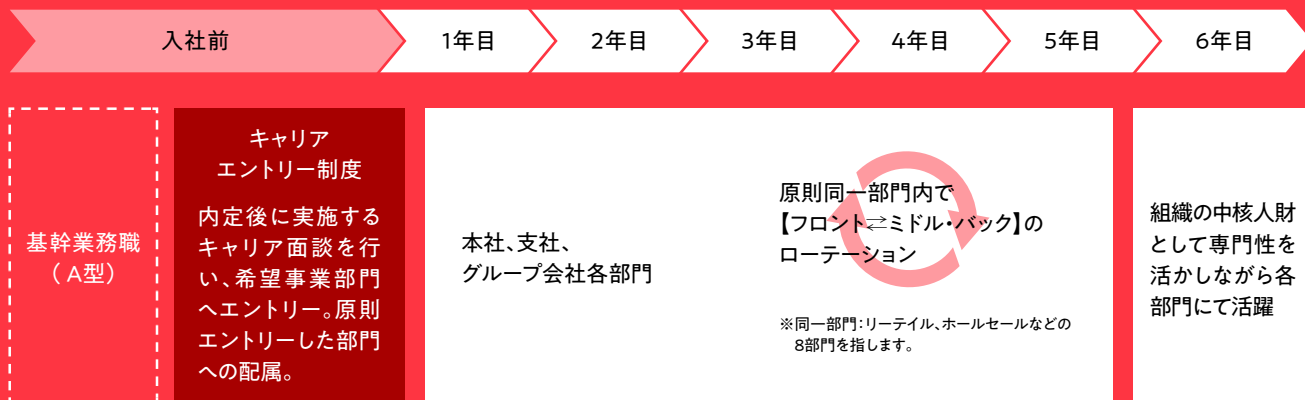 入社前
1年目
2年目
3年目
4年目
5年目
6年目
基幹業務職
（A型）
キャリア
エントリー制度
内定後に実施する
キャリア面談を行
い、希望事業部門
へエントリー。原則
エントリーした部門
への配属。
本社、支社、
グループ会社各部門
原則同一部門内で
【フロント⇄ミドル・バック】の
ローテーション
※同一部門：リーテイル、ホールセールなどの
8部門を指します。
組織の中核人財
として専門性を
活かしながら各
部門にて活躍